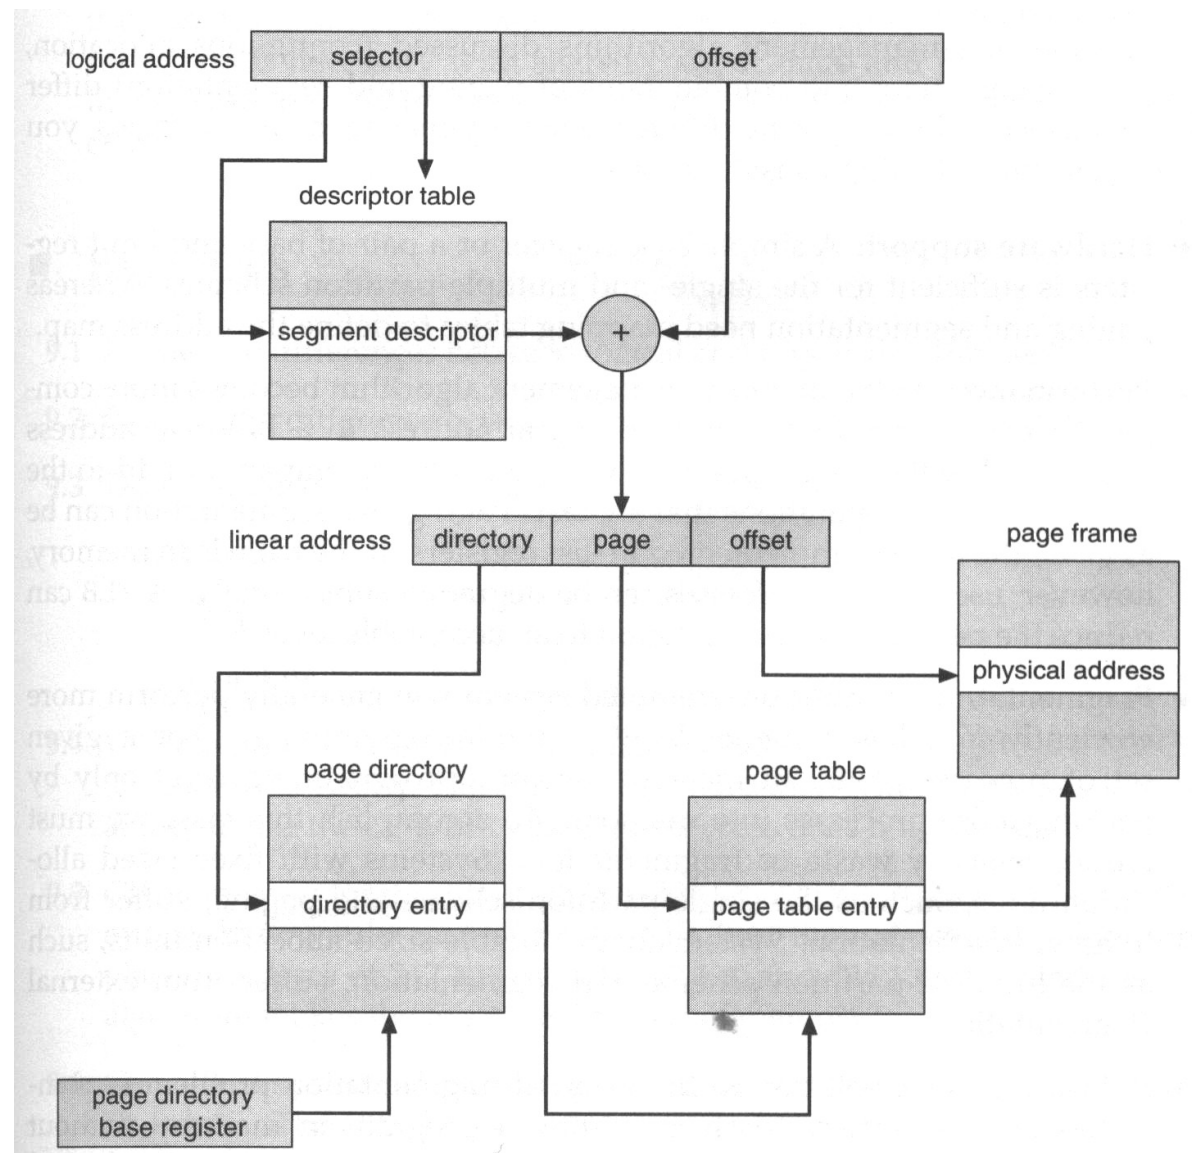 logical address
selector
offset
descriptor table
segment descriptor
+
linear address
directory
page
offset
page frame
physical address
page directory
page table
directory entry
page table entry
page directory
base register